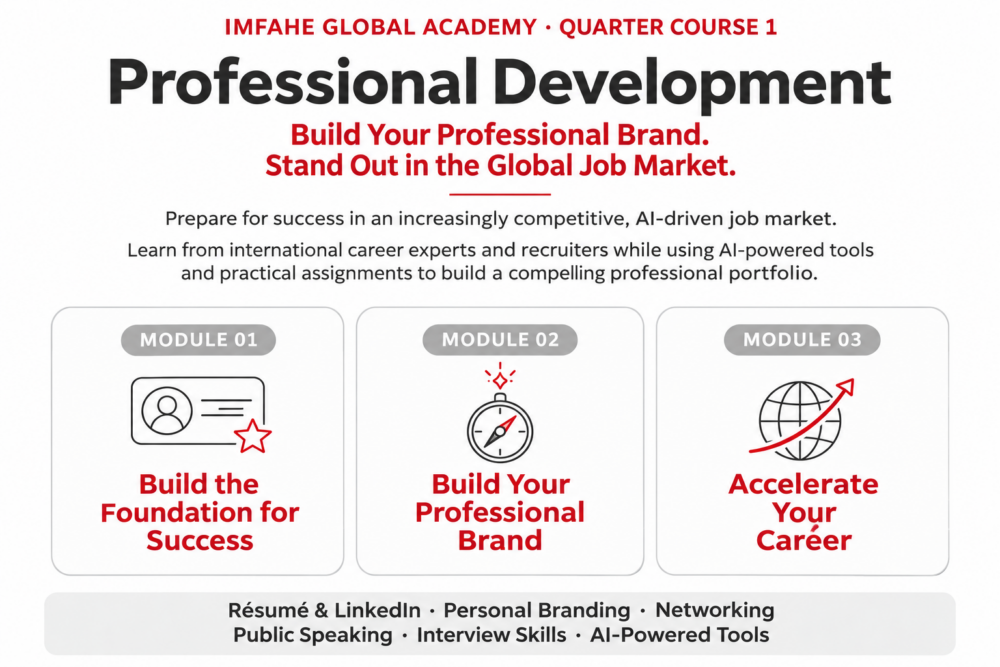 IMFAHE GLOBAL ACADEMY · QUARTER COURSE 1
Professional Development
Build Your Professional Brand.
Stand Out in the Global Job Market.
Prepare for success in an increasingly competitive, AI-driven job market.
Learn from international career experts and recruiters while using AI-powered tools
and practical assignments to build a compelling professional portfolio.
MODULE 01
Build the
Foundation for
Success
MODULE 02
Build Your
Professional
Brand
MODULE 03
Accelerate
Your
Caréer
Résumé & LinkedIn · Personal Branding · Networking
Public Speaking · Interview Skills · AI-Powered Tools